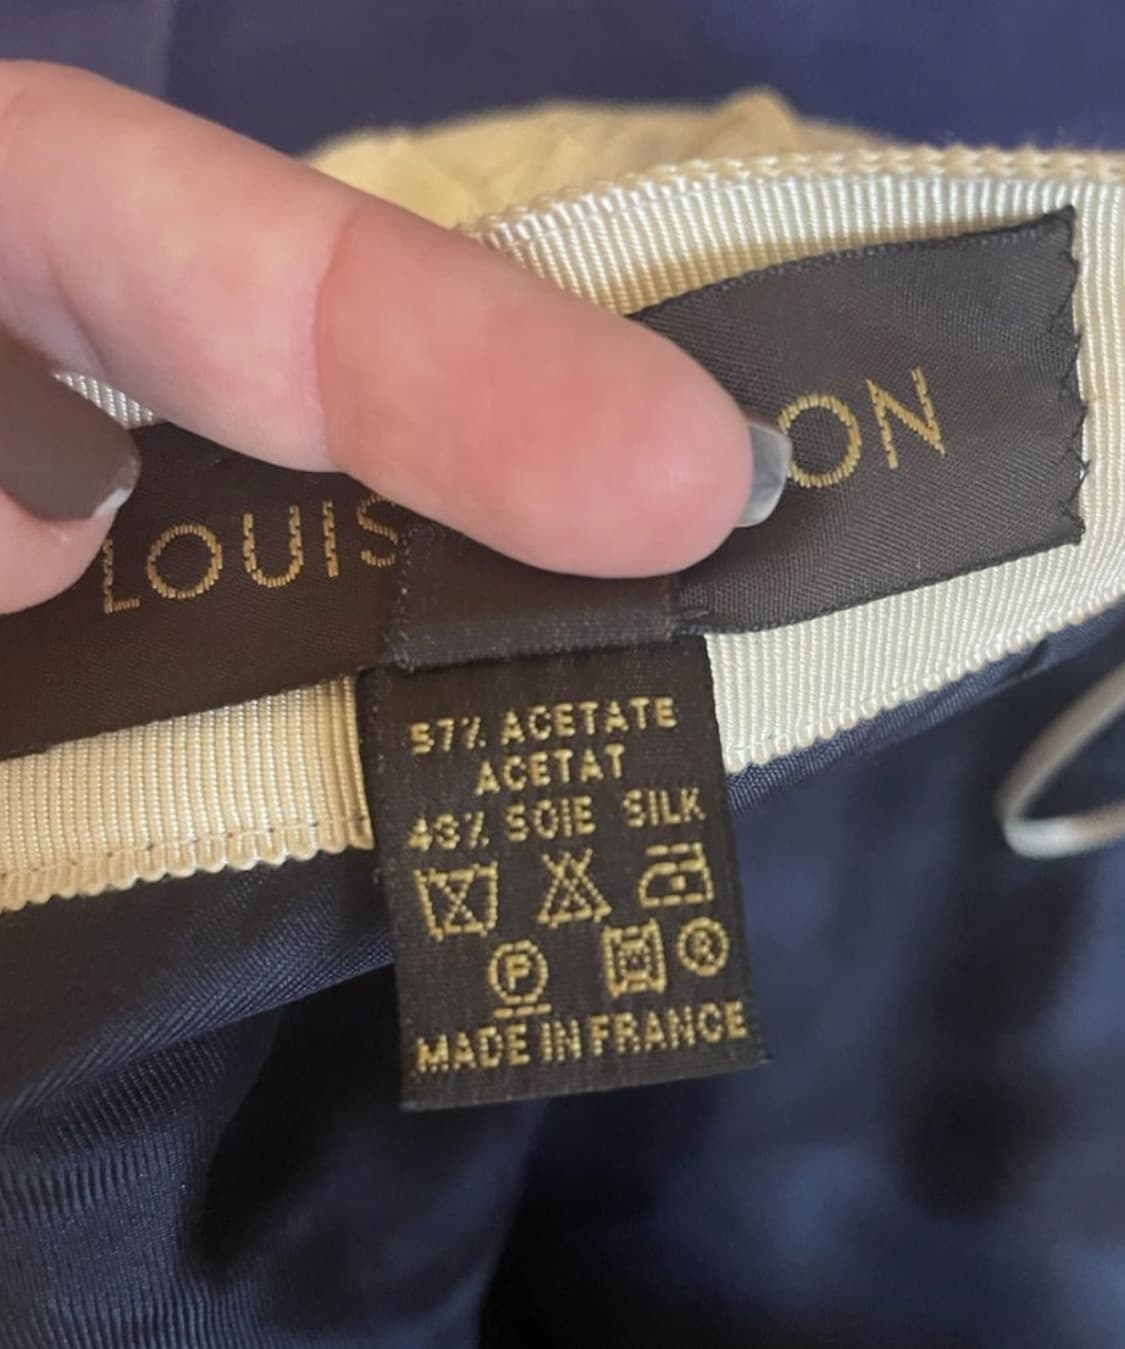 LOUIS ON
57% ACETATE
ACETAT
43% SOIE SILK
P R
MADE IN FRANCE